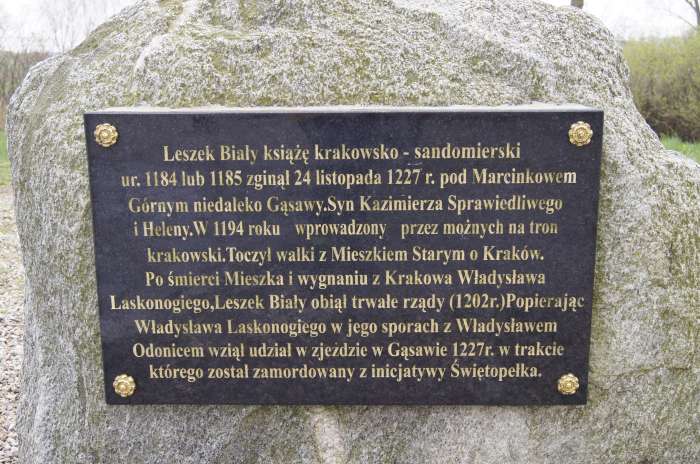 Leszek Biały książę krakowsko - sandomierski
ur. 1184 lub 1185 zginął 24 listopada 1227 r. pod Marcinkowem
Górnym niedaleko Gąsawy.Syn Kazimierza Sprawiedliwego
i Heleny.W 1194 roku wprowadzony przez możnych na tron
krakowski.Toczył walki z Mieszkiem Starym o Kraków.
Po śmierci Mieszka i wygnaniu z Krakowa Władysława
Laskonogiego,Leszek Biały obiął trwałe rządy (1202r.)Popierając
Władysława Laskonogiego w jego sporach z Władysławem
Odonicem wziął udział w zjeździe w Gąsawie 1227r. w trakcie
którego został zamordowany z inicjatywy Świętopełka.